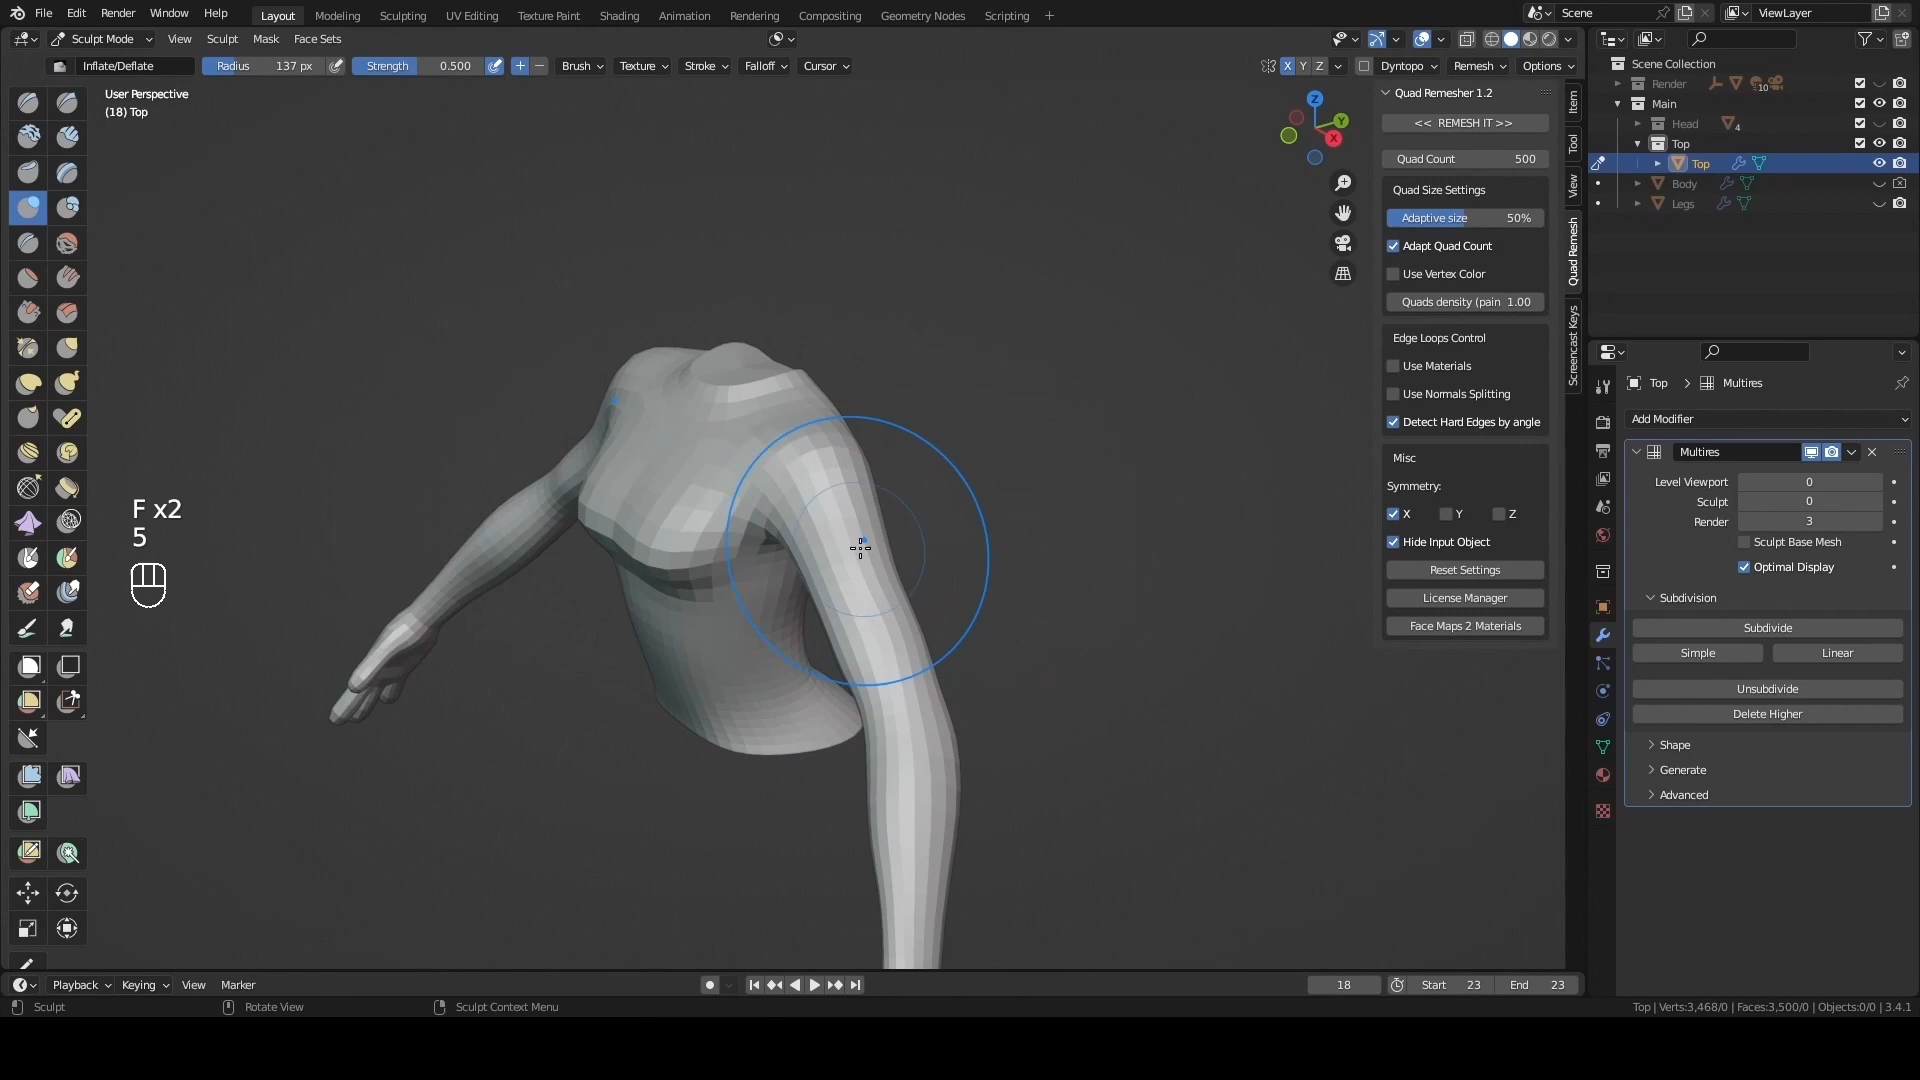 File Edit Render Window Help Layout Modeling Sculpting UV Editing Texture Paint Shading Animation Rendering Compositing Geometry Nodes Scripting + Scene ViewLayer
Sculpt Mode View Sculpt Mask Face Sets
Inflate/Deflate Radius 137 px Strength 0.500 Brush Texture Stroke Falloff Cursor X Y Z Dyntopo Remesh Options
User Perspective
(18) Top
Z
Y
X
F x2
5
Quad Remesher 1.2
<< REMESH IT >>
Quad Count 500
Quad Size Settings
Adaptive size 50%
Adapt Quad Count
Use Vertex Color
Quads density (pain 1.00
Edge Loops Control
Use Materials
Use Normals Splitting
Detect Hard Edges by angle
Misc
Symmetry:
X Y Z
Hide Input Object
Reset Settings
License Manager
Face Maps 2 Materials
Item
Tool
View
Quad Remesh
Screencast Keys
Scene Collection
Render 10
Main
Head 4
Top
Top
Body
Legs
Top > Multires
Add Modifier
Multires
Level Viewport 0
Sculpt 0
Render 3
Sculpt Base Mesh
Optimal Display
Subdivision
Subdivide
Simple Linear
Unsubdivide
Delete Higher
Shape
Generate
Advanced
Playback Keying View Marker 18 Start 23 End 23
Sculpt Rotate View Sculpt Context Menu Top | Verts:3,468/0 | Faces:3,500/0 | Objects:0/0 | 3.4.1